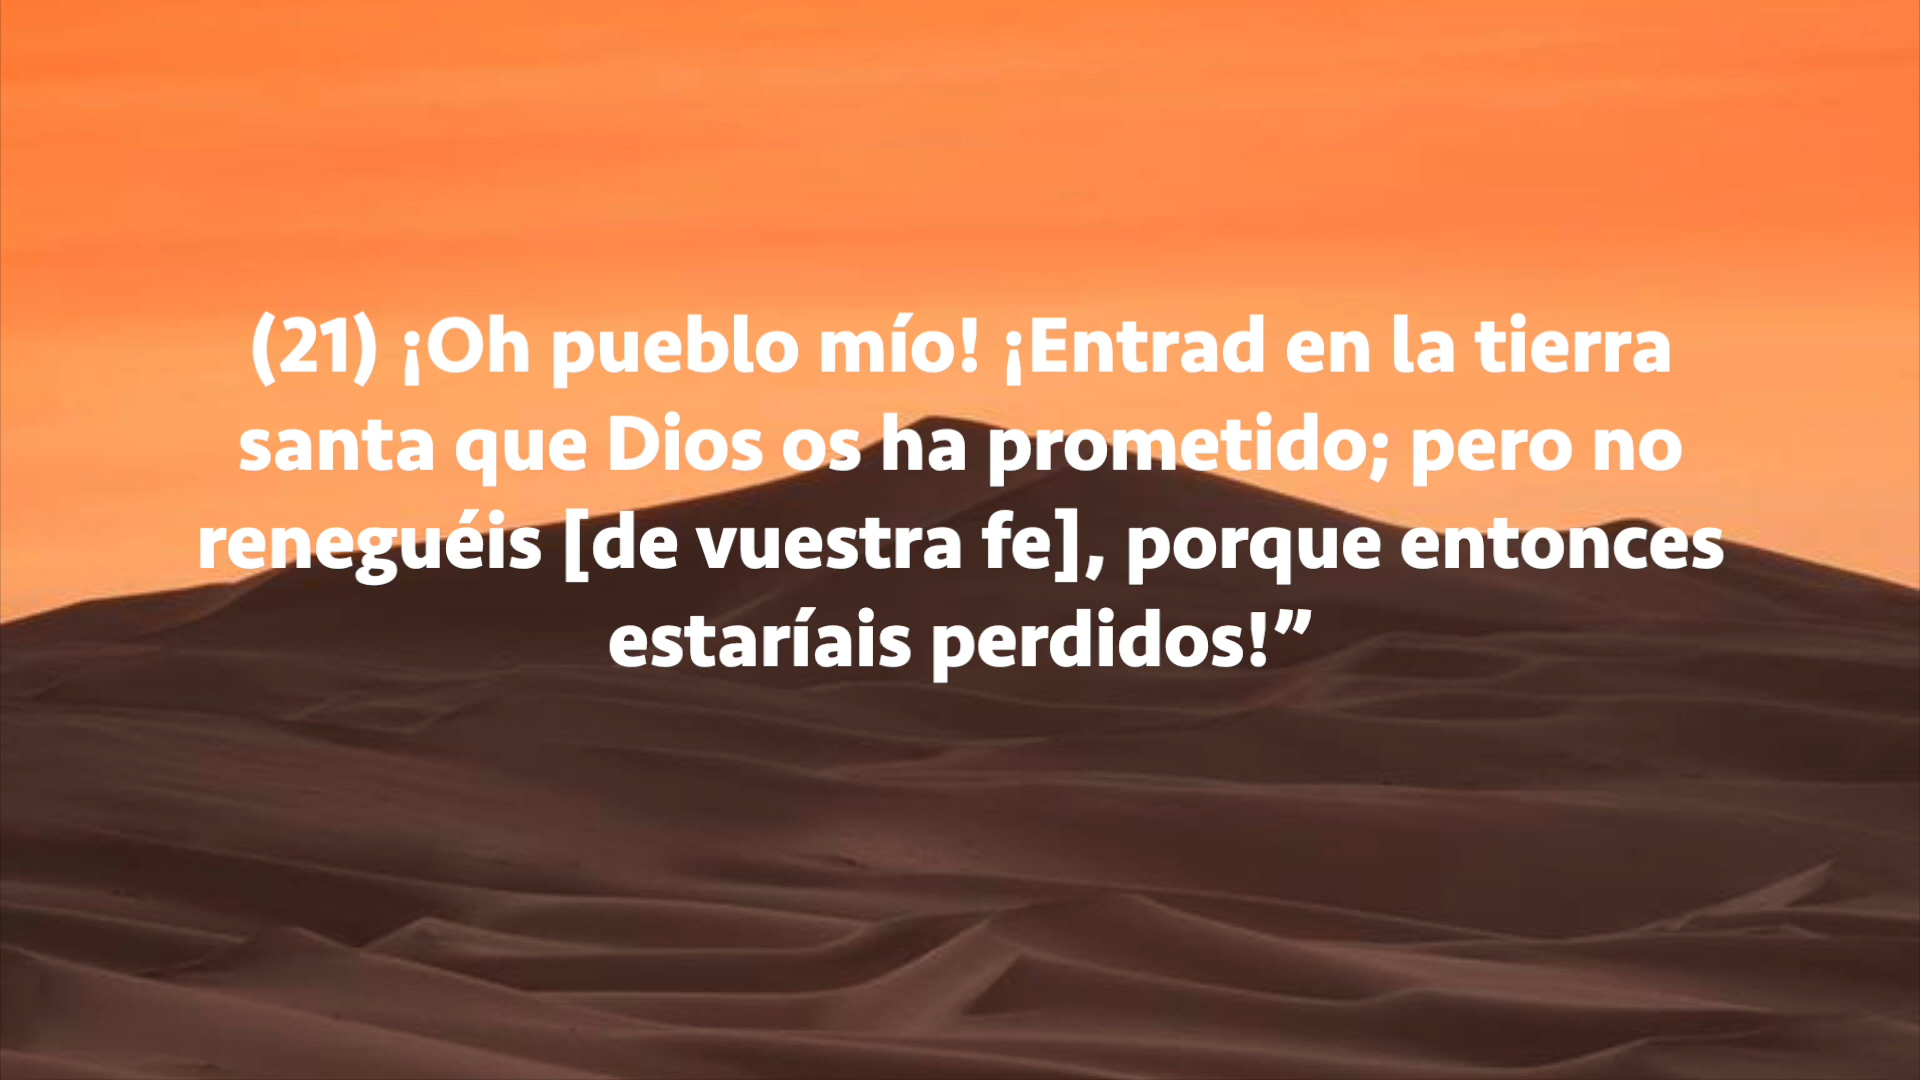 (21) ¡Oh pueblo mío! ¡Entrad en la tierra
santa que Dios os ha prometido; pero no
reneguéis [de vuestra fe], porque entonces
estaríais perdidos!”